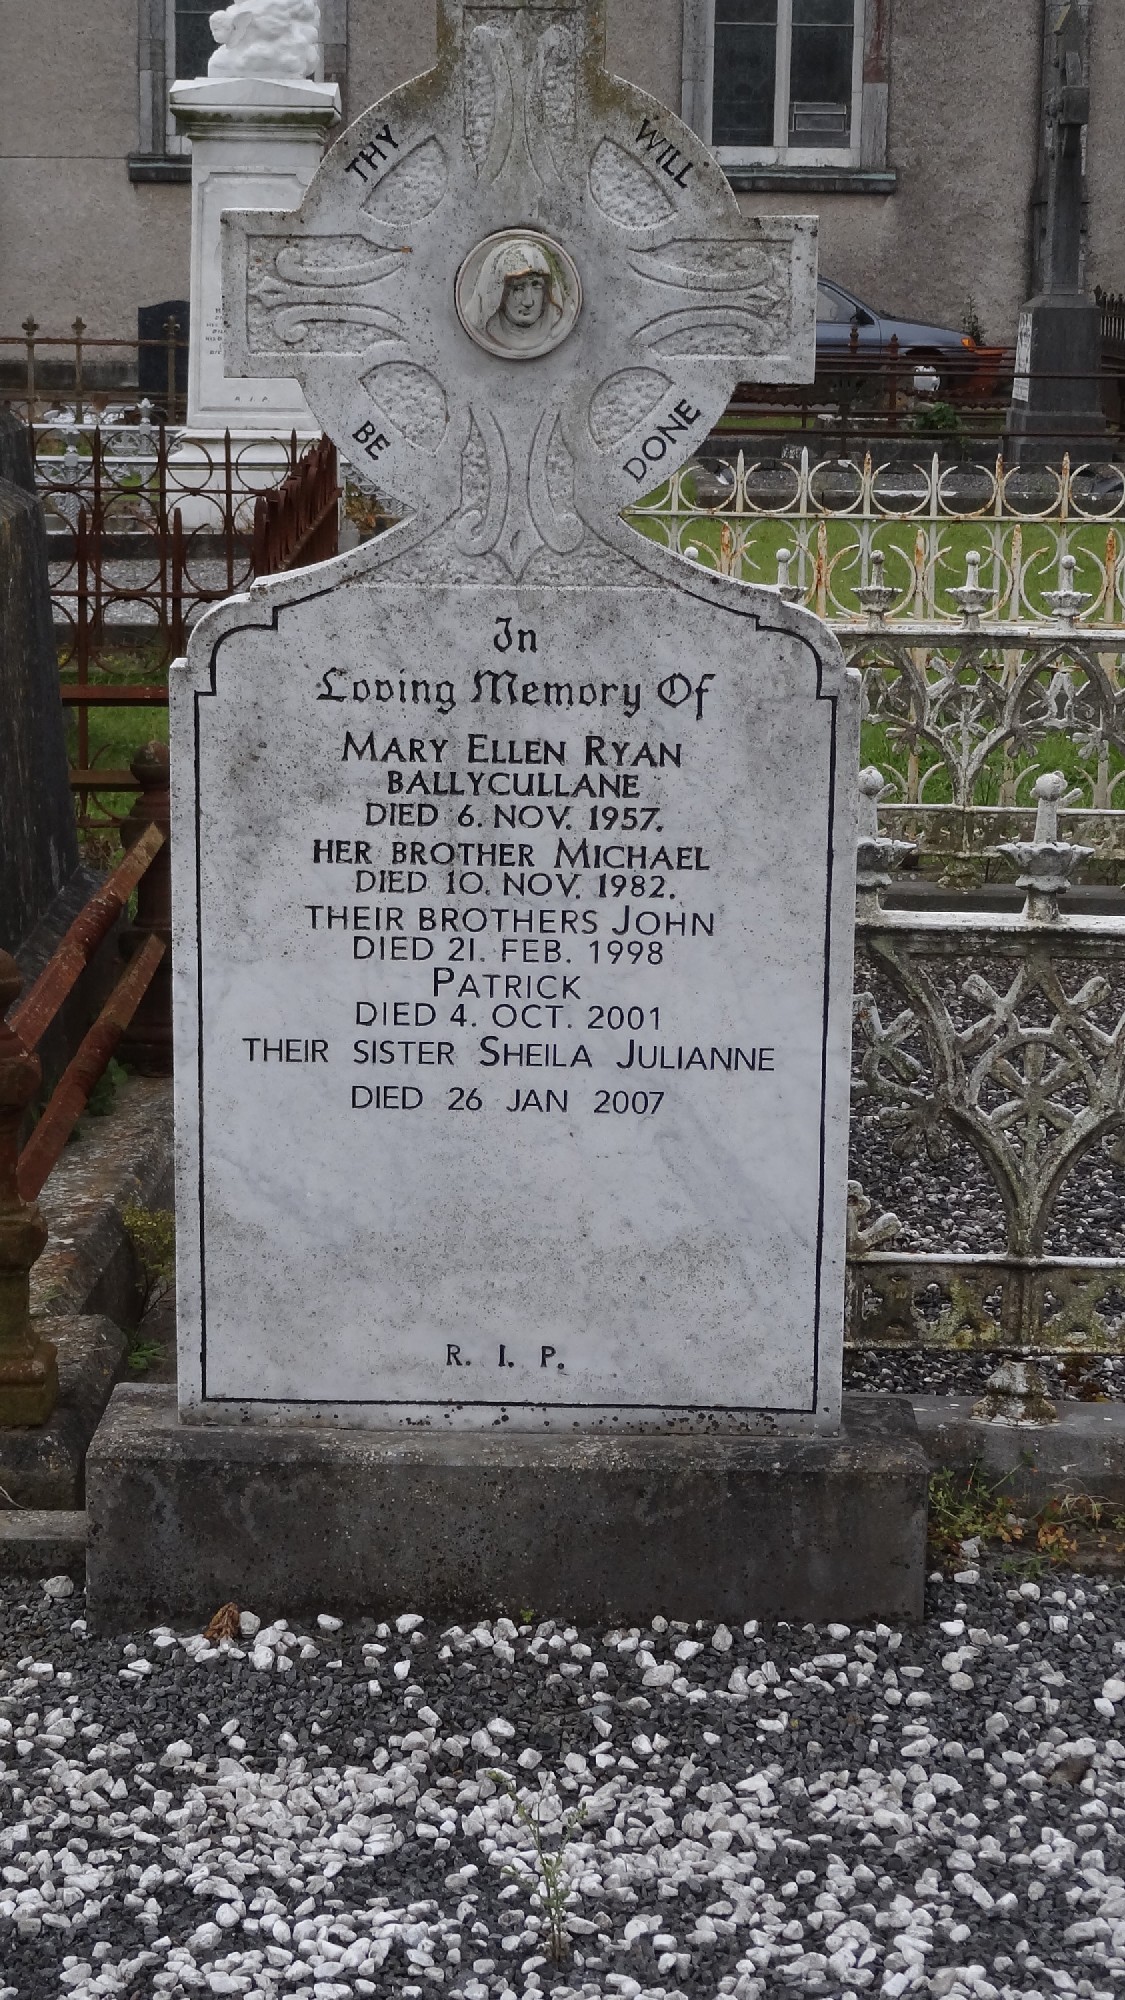 THY WILL
BE DONE
In
Loving Memory Of
MARY ELLEN RYAN
BALLYCULLANE
DIED 6. NOV. 1957.
HER BROTHER MICHAEL
DIED 10. NOV. 1982.
THEIR BROTHERS JOHN
DIED 21. FEB. 1998
PATRICK
DIED 4. OCT. 2001
THEIR SISTER SHEILA JULIANNE
DIED 26 JAN 2007
R. I. P.
R.I.P